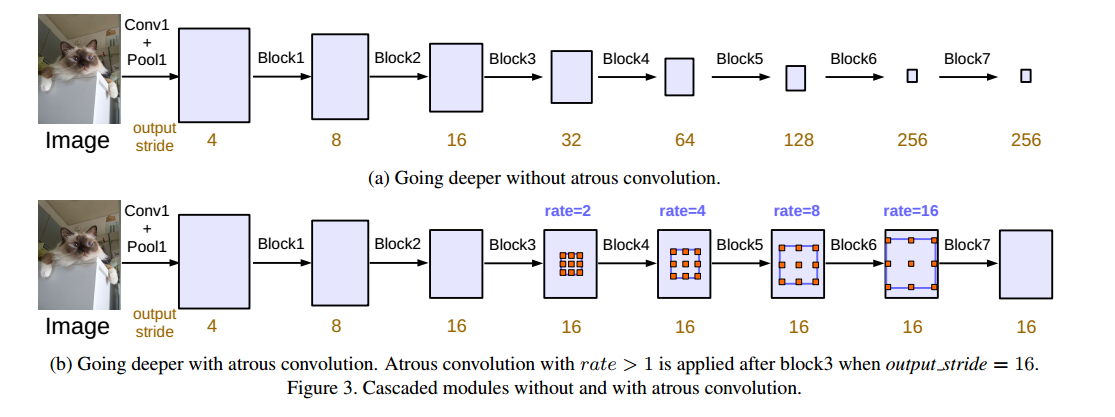 Conv1
+
Pool1
Block1
Block2
Block3
Block4
Block5
Block6
Block7
Image
output
stride
4
8
16
32
64
128
256
256
(a) Going deeper without atrous convolution.
rate=2
rate=4
rate=8
rate=16
Conv1
+
Pool1
Block1
Block2
Block3
Block4
Block5
Block6
Block7
Image
output
stride
4
8
16
16
16
16
16
16
(b) Going deeper with atrous convolution. Atrous convolution with rate > 1 is applied after block3 when output_stride = 16.
Figure 3. Cascaded modules without and with atrous convolution.